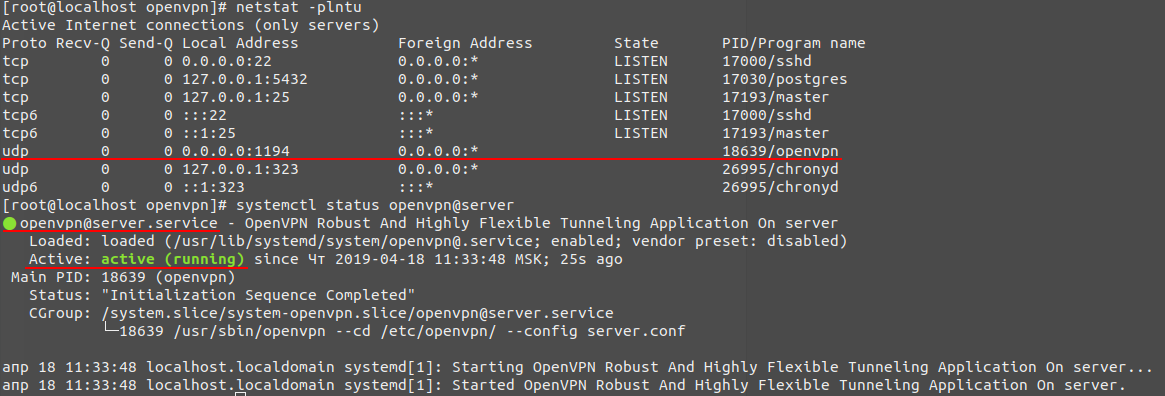 [root@localhost openvpn]# netstat -plntu
Active Internet connections (only servers)
Proto Recv-Q Send-Q Local Address           Foreign Address         State       PID/Program name
tcp        0      0 0.0.0.0:22              0.0.0.0:*               LISTEN      17000/sshd
tcp        0      0 127.0.0.1:5432          0.0.0.0:*               LISTEN      17030/postgres
tcp        0      0 127.0.0.1:25            0.0.0.0:*               LISTEN      17193/master
tcp6       0      0 :::22                   :::*                    LISTEN      17000/sshd
tcp6       0      0 ::1:25                  :::*                    LISTEN      17193/master
udp        0      0 0.0.0.0:1194            0.0.0.0:*                           18639/openvpn
udp        0      0 127.0.0.1:323           0.0.0.0:*                           26995/chronyd
udp6       0      0 ::1:323                 :::*                                26995/chronyd
[root@localhost openvpn]# systemctl status openvpn@server
● openvpn@server.service - OpenVPN Robust And Highly Flexible Tunneling Application On server
   Loaded: loaded (/usr/lib/systemd/system/openvpn@.service; enabled; vendor preset: disabled)
   Active: active (running) since Чт 2019-04-18 11:33:48 MSK; 25s ago
 Main PID: 18639 (openvpn)
   Status: "Initialization Sequence Completed"
   CGroup: /system.slice/system-openvpn.slice/openvpn@server.service
           └─18639 /usr/sbin/openvpn --cd /etc/openvpn/ --config server.conf
апр 18 11:33:48 localhost.localdomain systemd[1]: Starting OpenVPN Robust And Highly Flexible Tunneling Application On server...
апр 18 11:33:48 localhost.localdomain systemd[1]: Started OpenVPN Robust And Highly Flexible Tunneling Application On server.